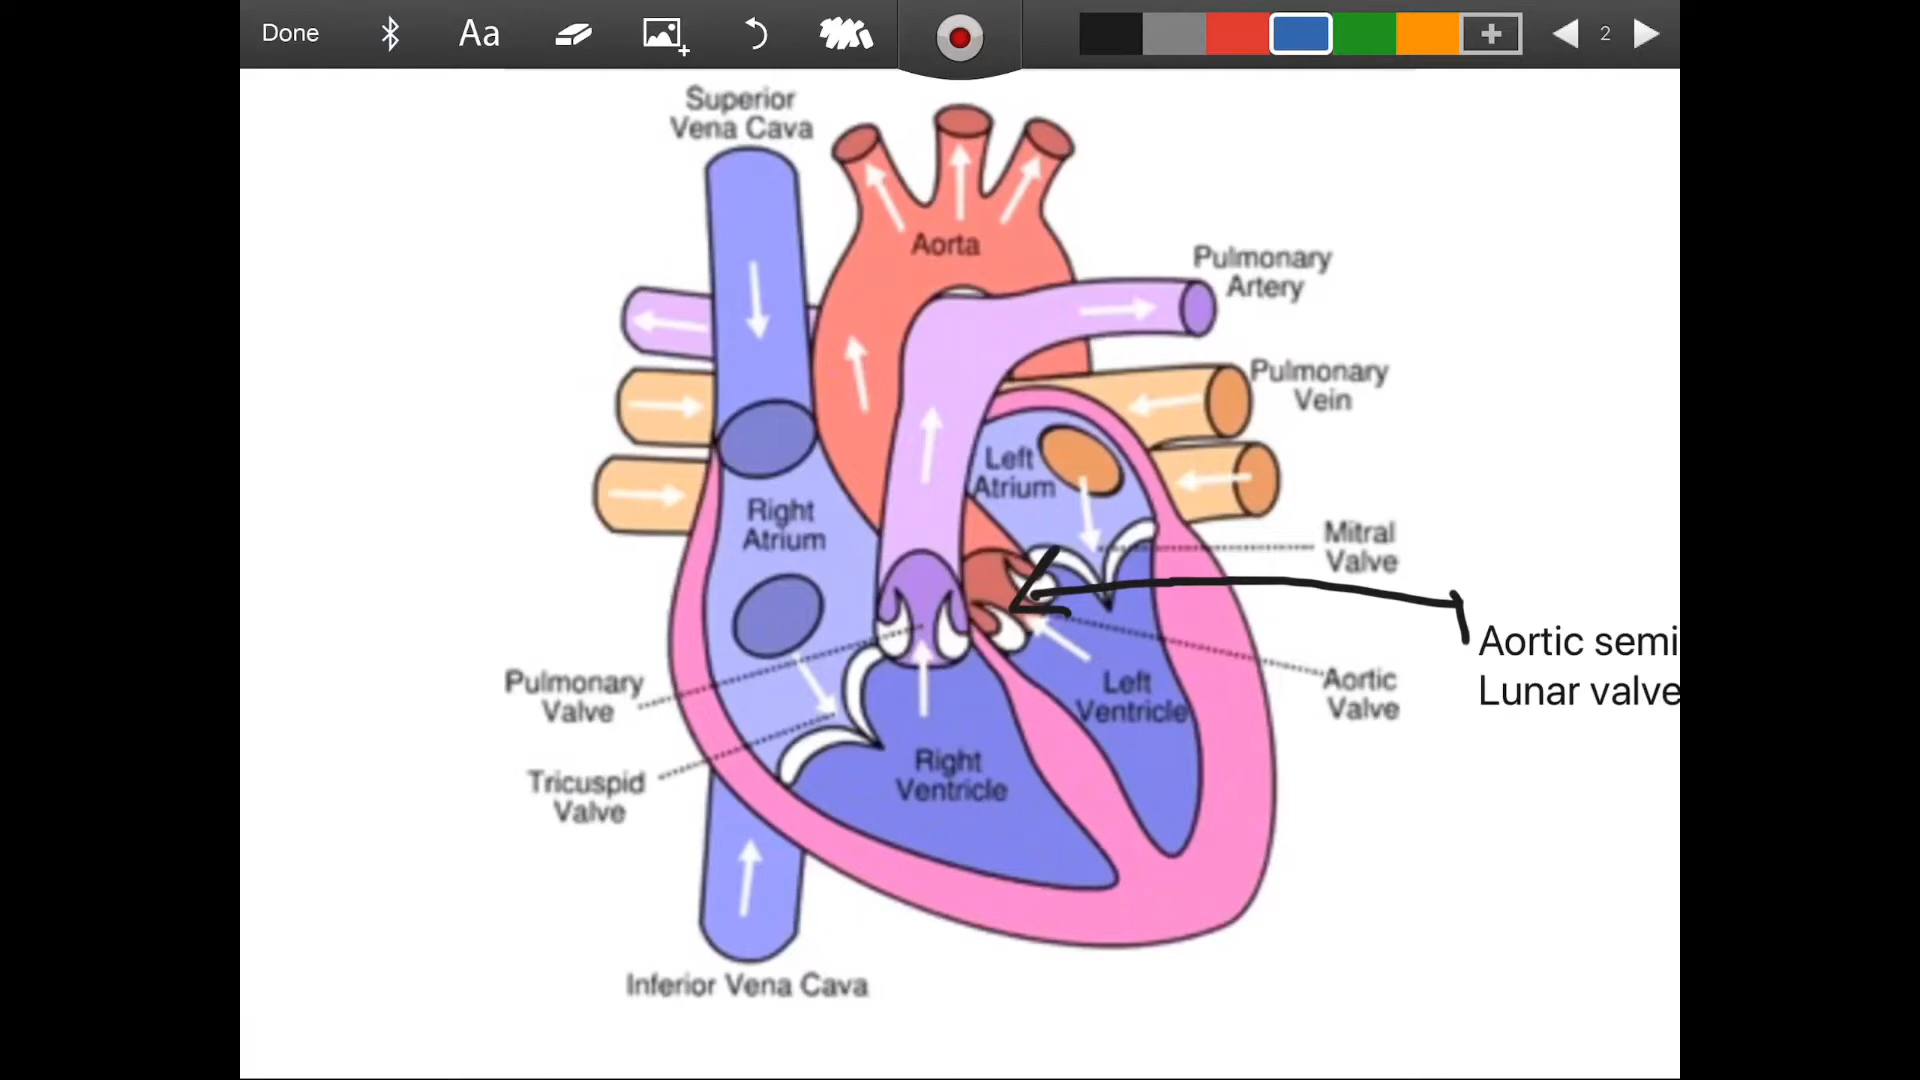 Done
Aa
2
Superior
Vena Cava
Aorta
Pulmonary
Artery
Pulmonary
Vein
Left
Atrium
Right
Atrium
Mitral
Valve
Aortic semi
Lunar valve
Pulmonary
Valve
Left
Ventricle
Aortic
Valve
Right
Ventricle
Tricuspid
Valve
Inferior Vena Cava